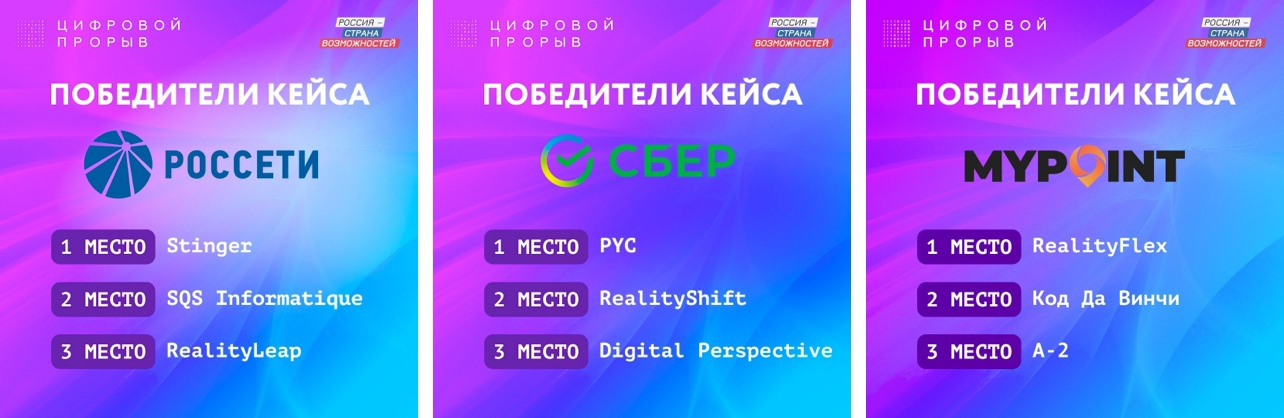 ЦИФРОВОЙ
ПРОРЫВ
РОССИЯ –
СТРАНА
ВОЗМОЖНОСТЕЙ
ПОБЕДИТЕЛИ КЕЙСА
РОССЕТИ
1 МЕСТО Stinger
2 МЕСТО SQS Informatique
3 МЕСТО RealityLeap
ЦИФРОВОЙ
ПРОРЫВ
РОССИЯ –
СТРАНА
ВОЗМОЖНОСТЕЙ
ПОБЕДИТЕЛИ КЕЙСА
СБЕР
1 МЕСТО РУС
2 МЕСТО RealityShift
3 МЕСТО Digital Perspective
ЦИФРОВОЙ
ПРОРЫВ
РОССИЯ –
СТРАНА
ВОЗМОЖНОСТЕЙ
ПОБЕДИТЕЛИ КЕЙСА
MYPOINT
1 МЕСТО RealityFlex
2 МЕСТО Код Да Винчи
3 МЕСТО А-2